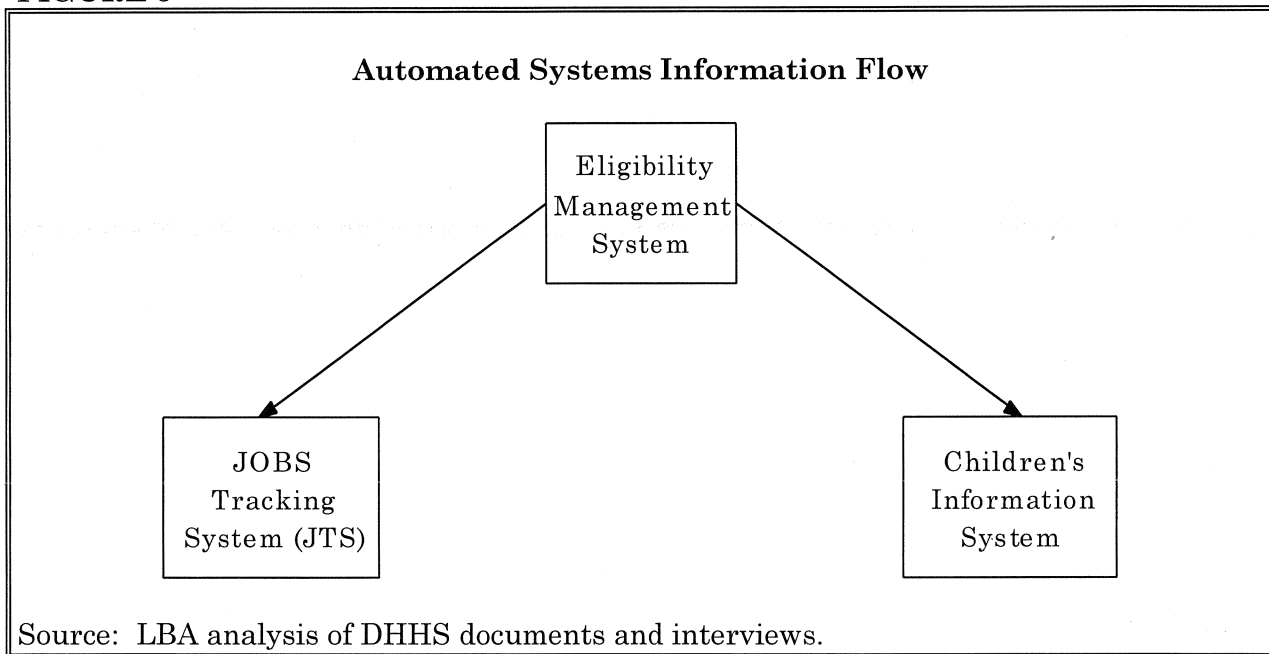 Automated Systems Information Flow
Eligibility
Management
System
JOBS
Tracking
System (JTS)
Children's
Information
System
Source: LBA analysis of DHHS documents and interviews.